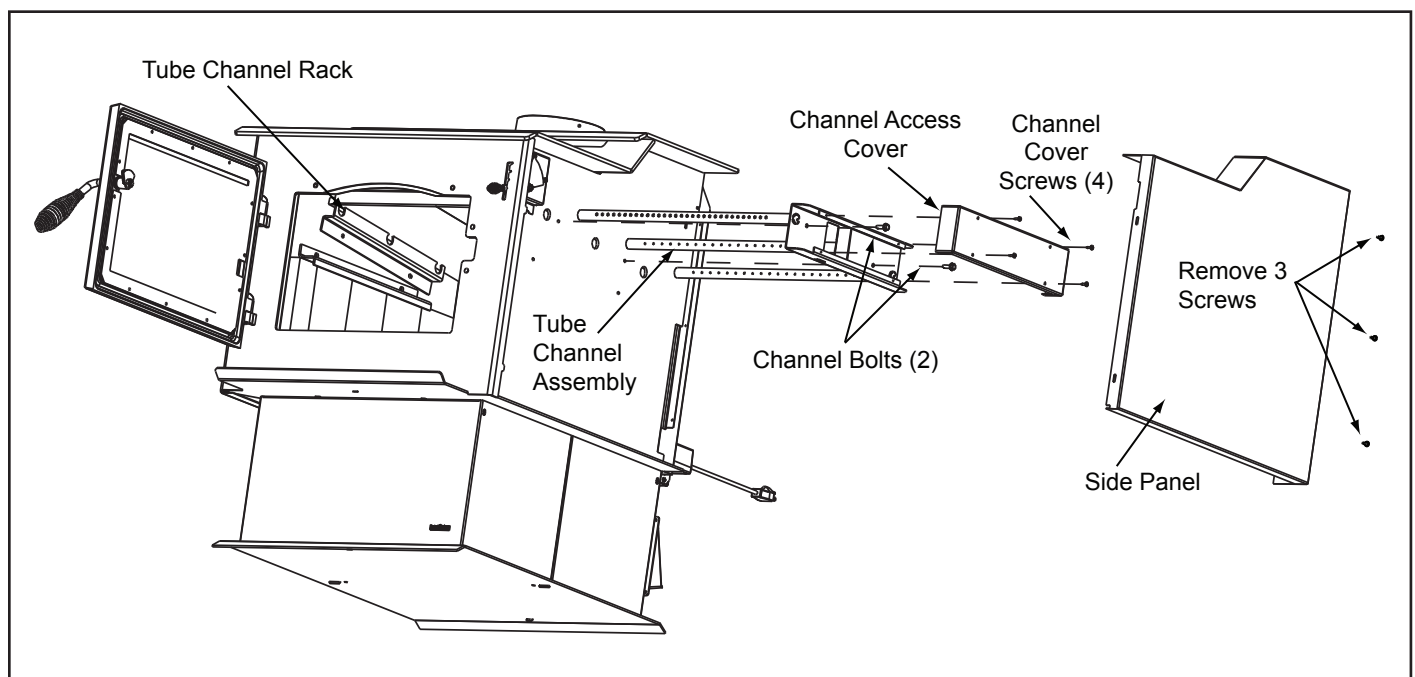 Tube Channel Rack
Channel Access
Cover
Channel
Cover
Screws (4)
Remove 3
Screws
Tube
Channel
Assembly
Channel Bolts (2)
Side Panel